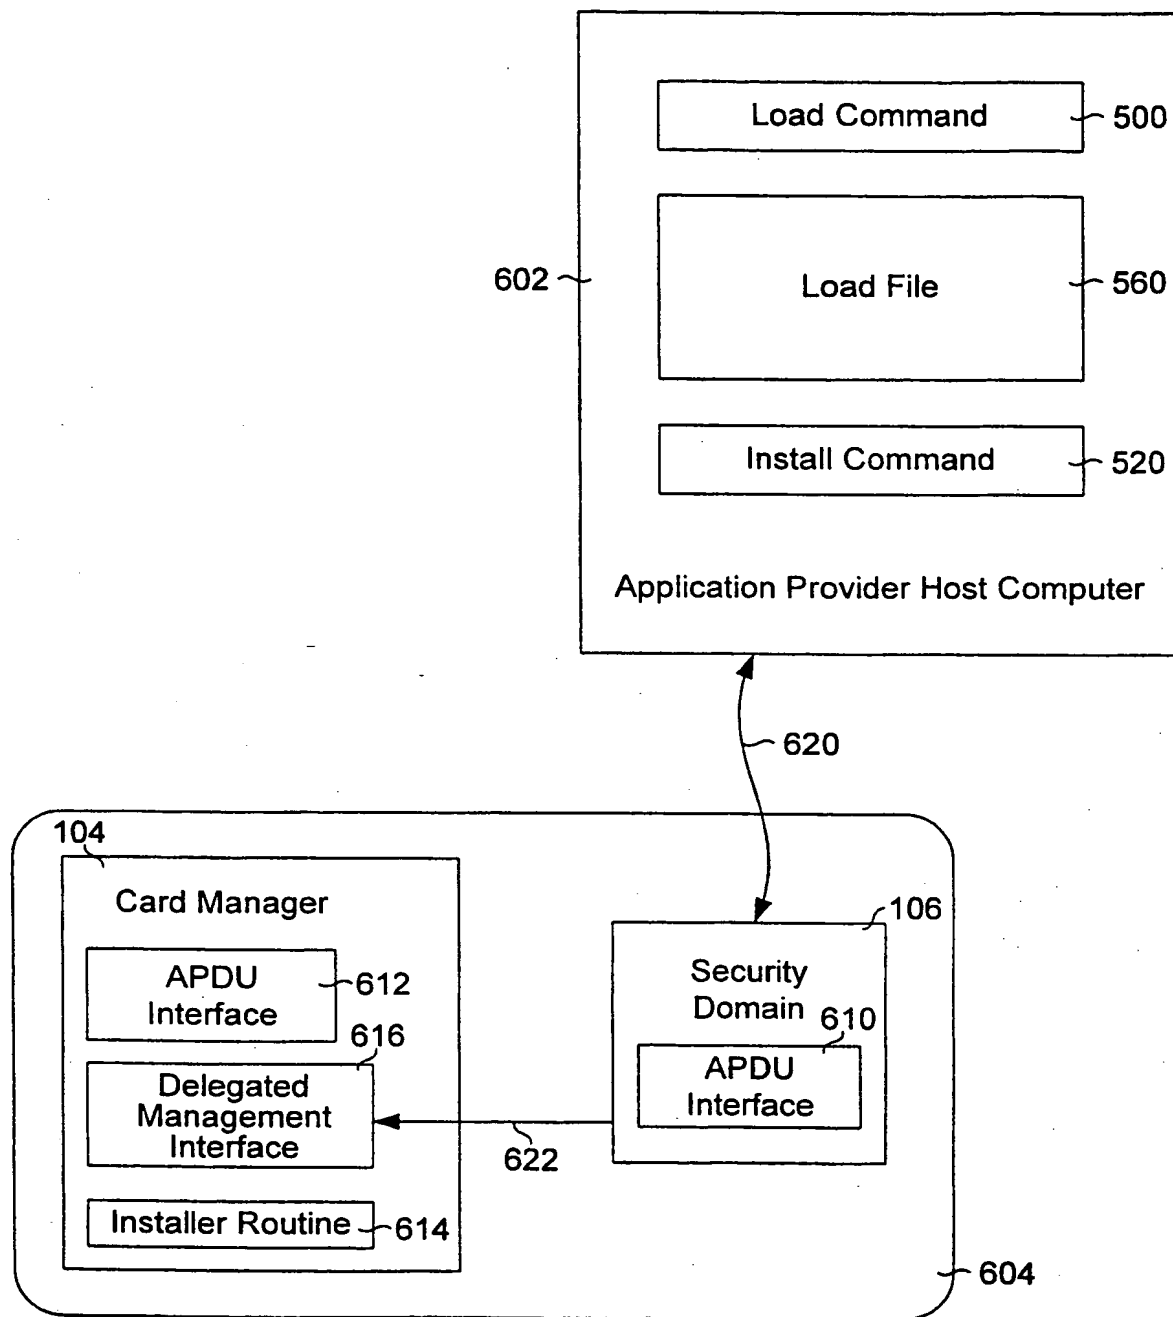 Load Command
500
602
Load File
560
Install Command
520
Application Provider Host Computer
620
104
Card Manager
106
APDU
Interface
612
Security
Domain
616
610
Delegated
Management
Interface
APDU
Interface
622
Installer Routine
614
604